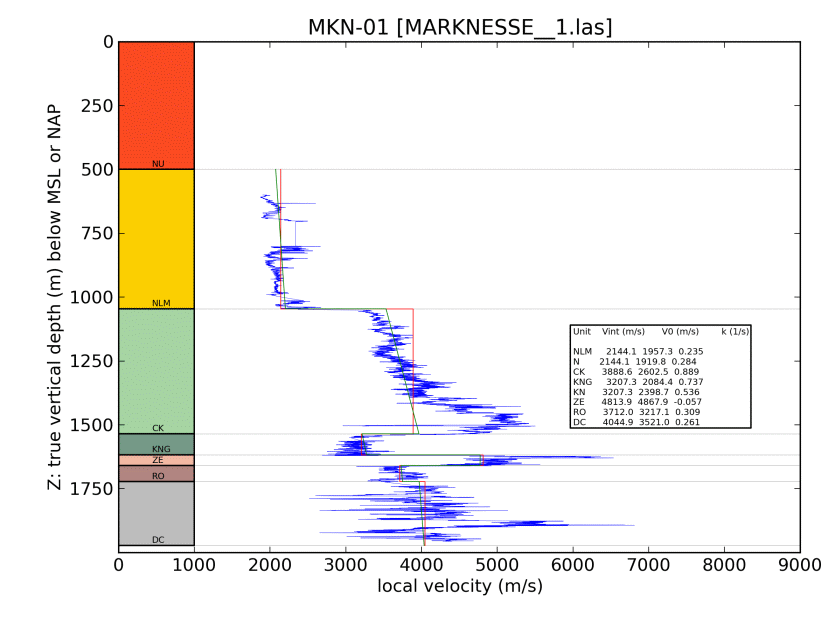 MKN-01 [MARKNESSE__1.las]
0
250
500
750
1000
1250
1500
1750
Z: true vertical depth (m) below MSL or NAP
NU
NLM
CK
KNG
ZE
RO
DC
Unit Vint (m/s) V0 (m/s) k (1/s)
NLM 2144.1 1957.3 0.235
N 2144.1 1919.8 0.284
CK 3888.6 2602.5 0.889
KNG 3207.3 2084.4 0.737
KN 3207.3 2398.7 0.536
ZE 4813.9 4867.9 -0.057
RO 3712.0 3217.1 0.309
DC 4044.9 3521.0 0.261
0 1000 2000 3000 4000 5000 6000 7000 8000 9000
local velocity (m/s)